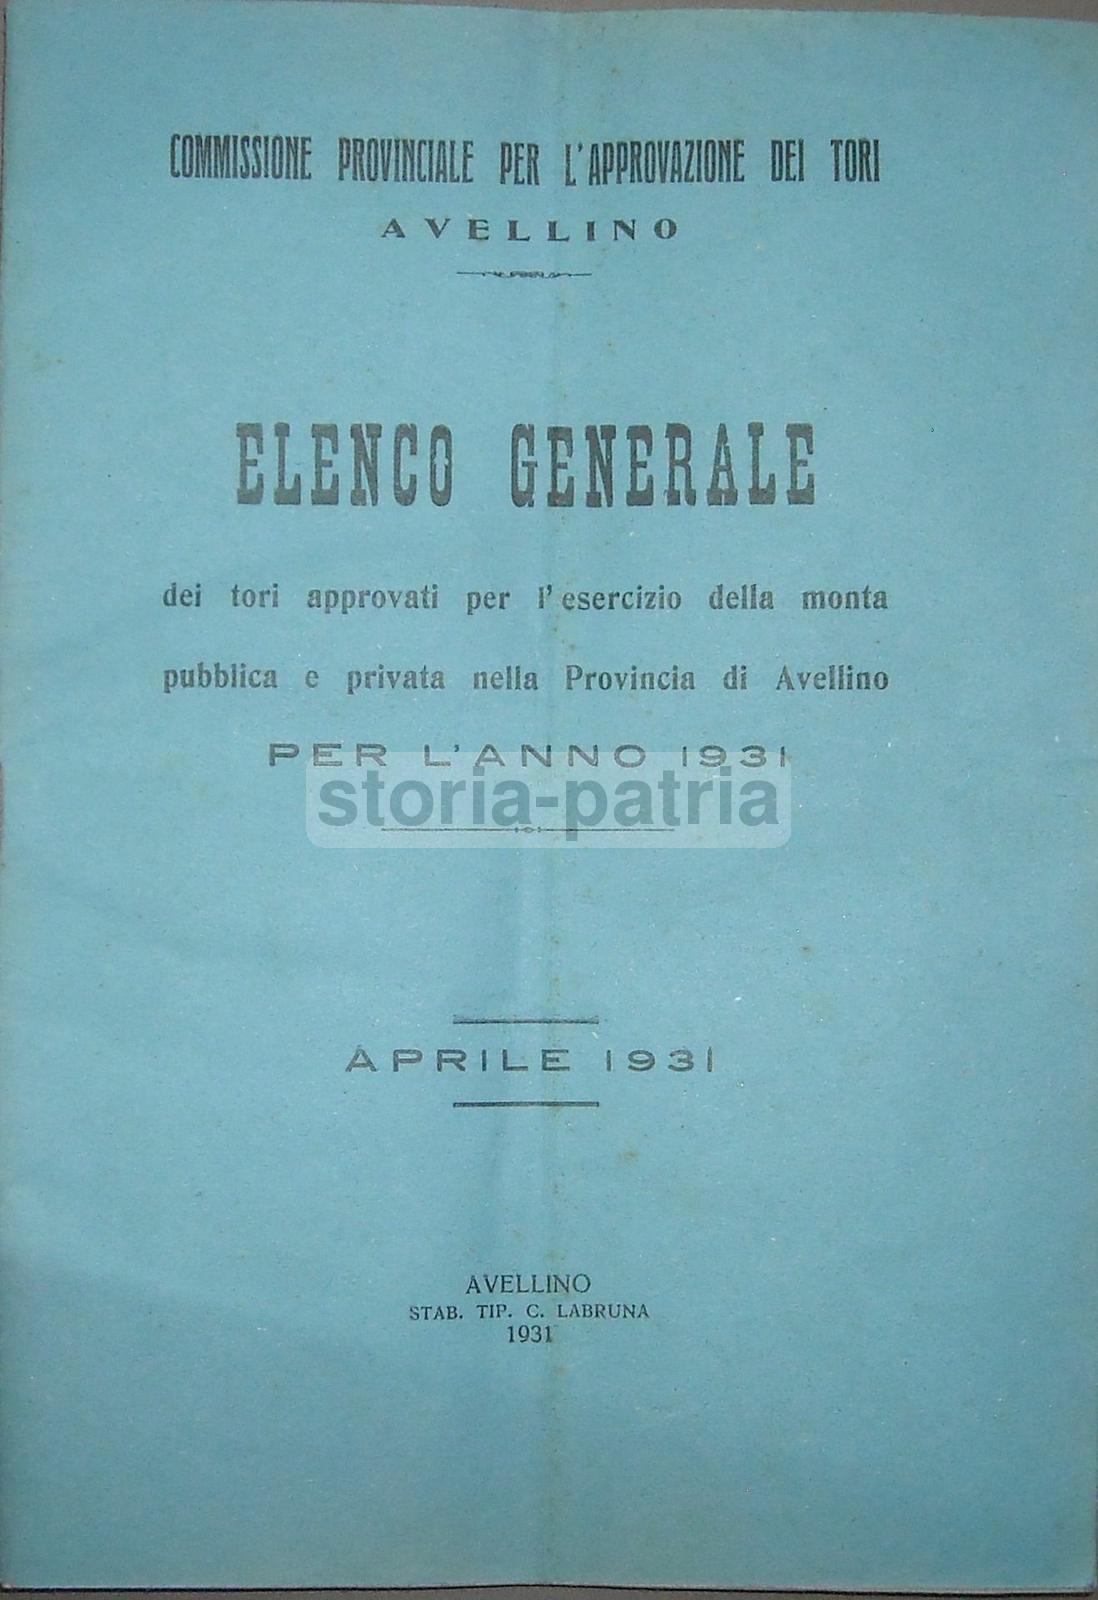 COMMISSIONE PROVINCIALE PER L'APPROVAZIONE DEI TORI
AVELLINO
ELENCO GENERALE
dei tori approvati per l'esercizio della monta
pubblica e privata nella Provincia di Avellino
PER L'ANNO 1931
storia-patria
APRILE 1931
AVELLINO
STAB. TIP. C. LABRUNA
1931